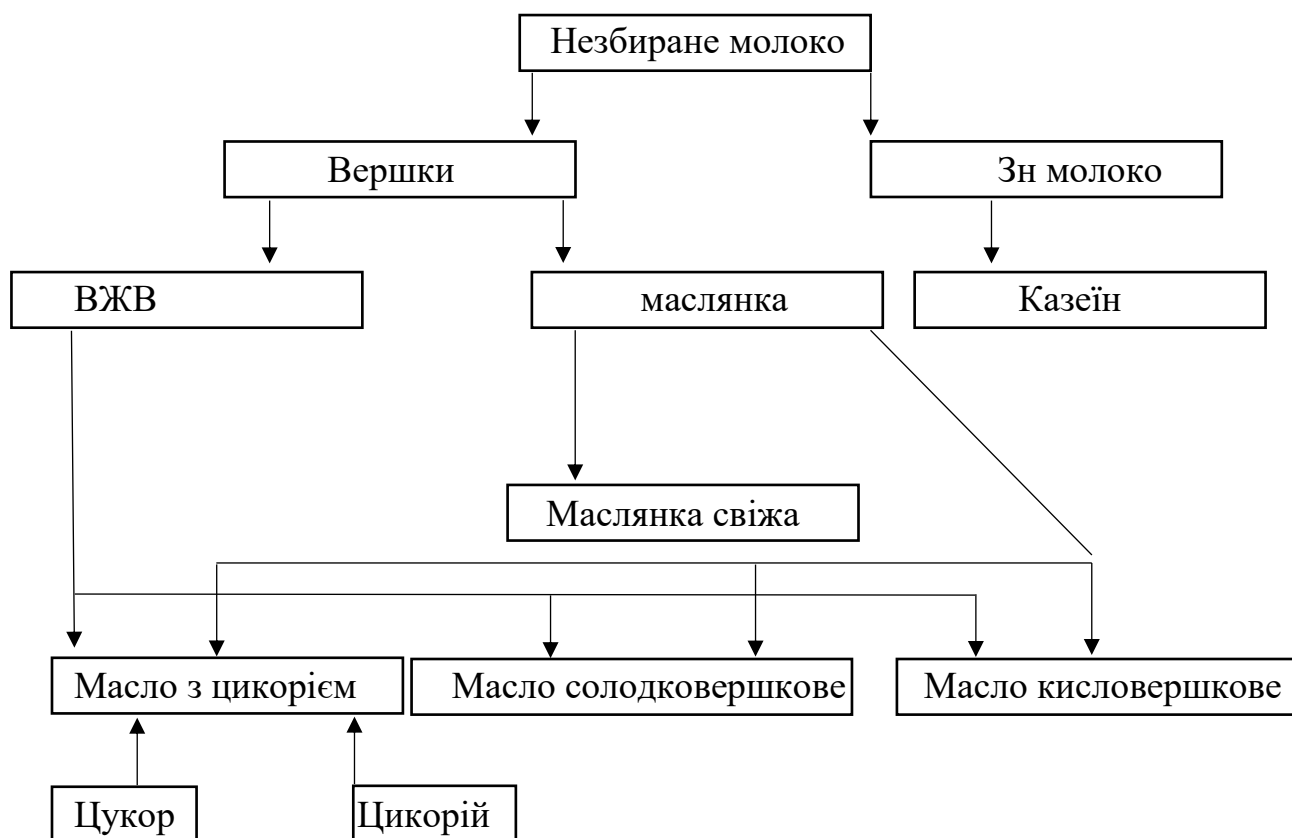 Незбиране молоко
Вершки
Зн молоко
ВЖВ
маслянка
Казеїн
Маслянка свіжа
Масло з цикорієм
Масло солодковершкове
Масло кисловершкове
Цукор
Цикорій